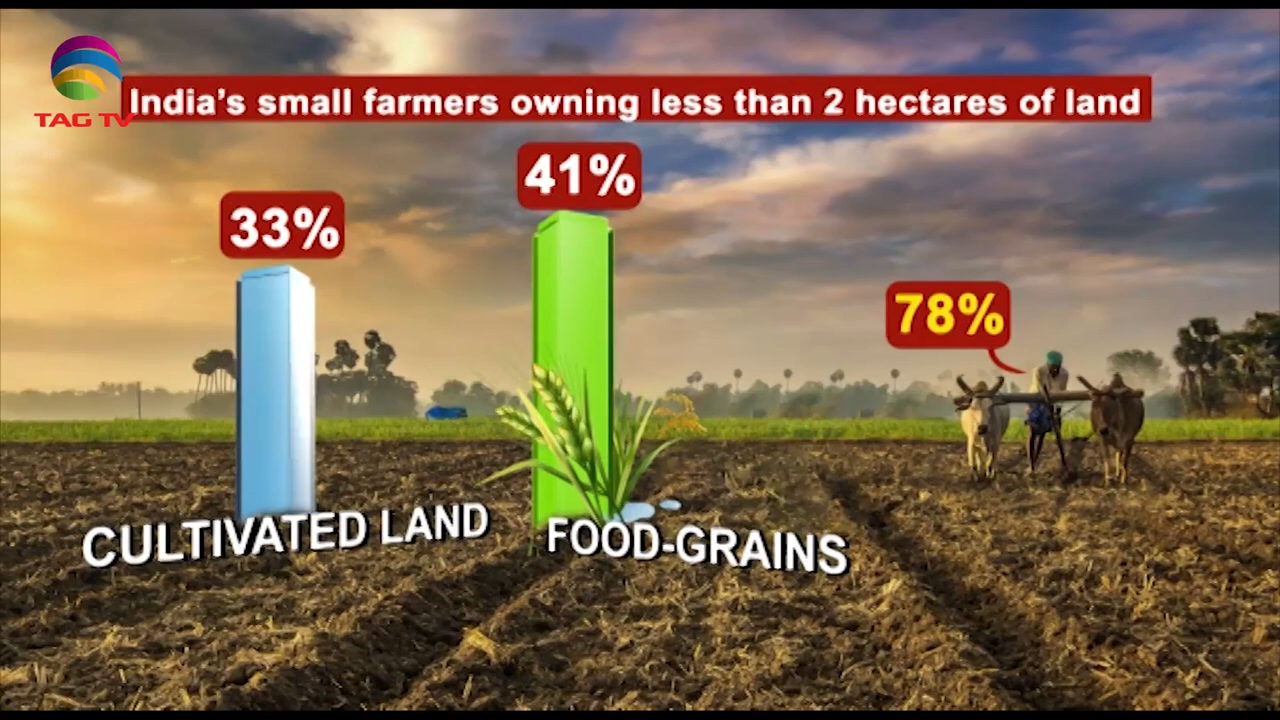 TAG TV
India's small farmers owning less than 2 hectares of land
33%
41%
78%
CULTIVATED LAND
FOOD-GRAINS